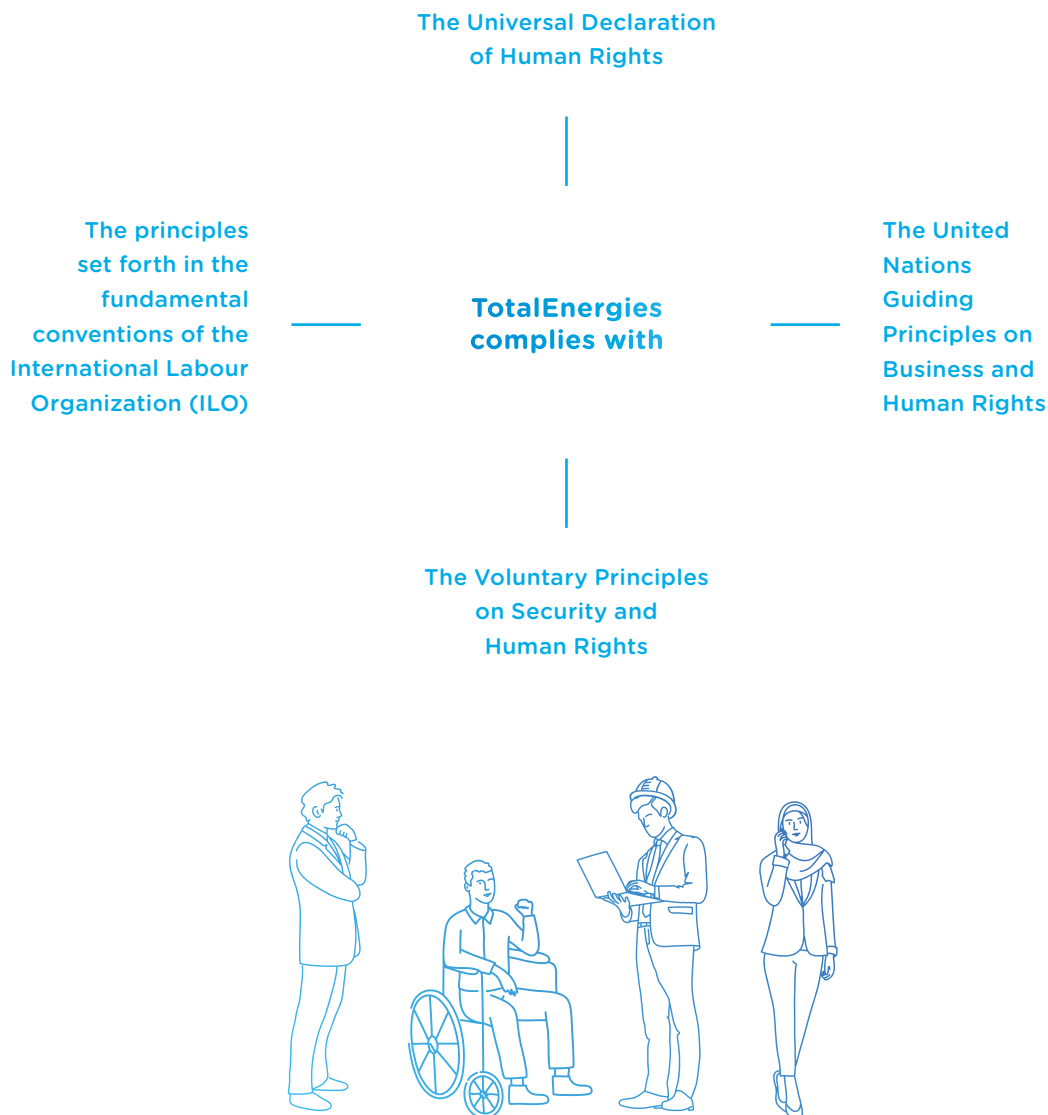 The Universal Declaration
of Human Rights
The principles
set forth in the
fundamental
conventions of the
International Labour
Organization (ILO)
TotalEnergies
complies with
The United
Nations
Guiding
Principles on
Business and
Human Rights
The Voluntary Principles
on Security and
Human Rights